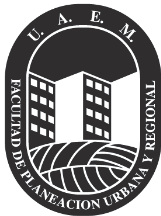 U. A. E. M.
FACULTAD DE PLANEACION URBANA Y REGIONAL